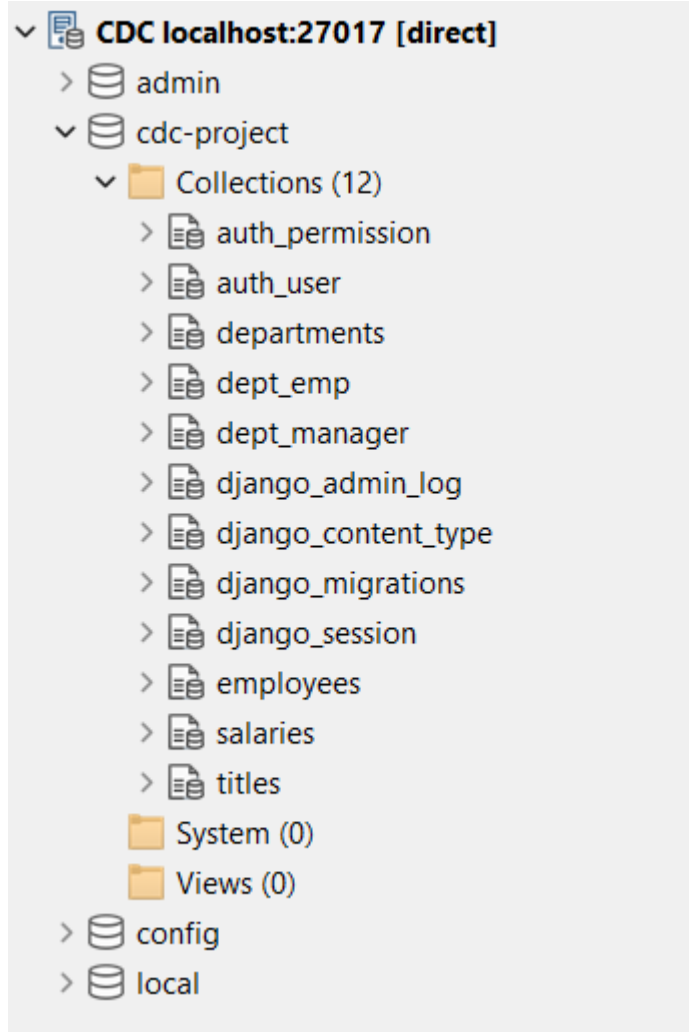 CDC localhost:27017 [direct]
admin
cdc-project
Collections (12)
auth_permission
auth_user
departments
dept_emp
dept_manager
django_admin_log
django_content_type
django_migrations
django_session
employees
salaries
titles
System (0)
Views (0)
config
local